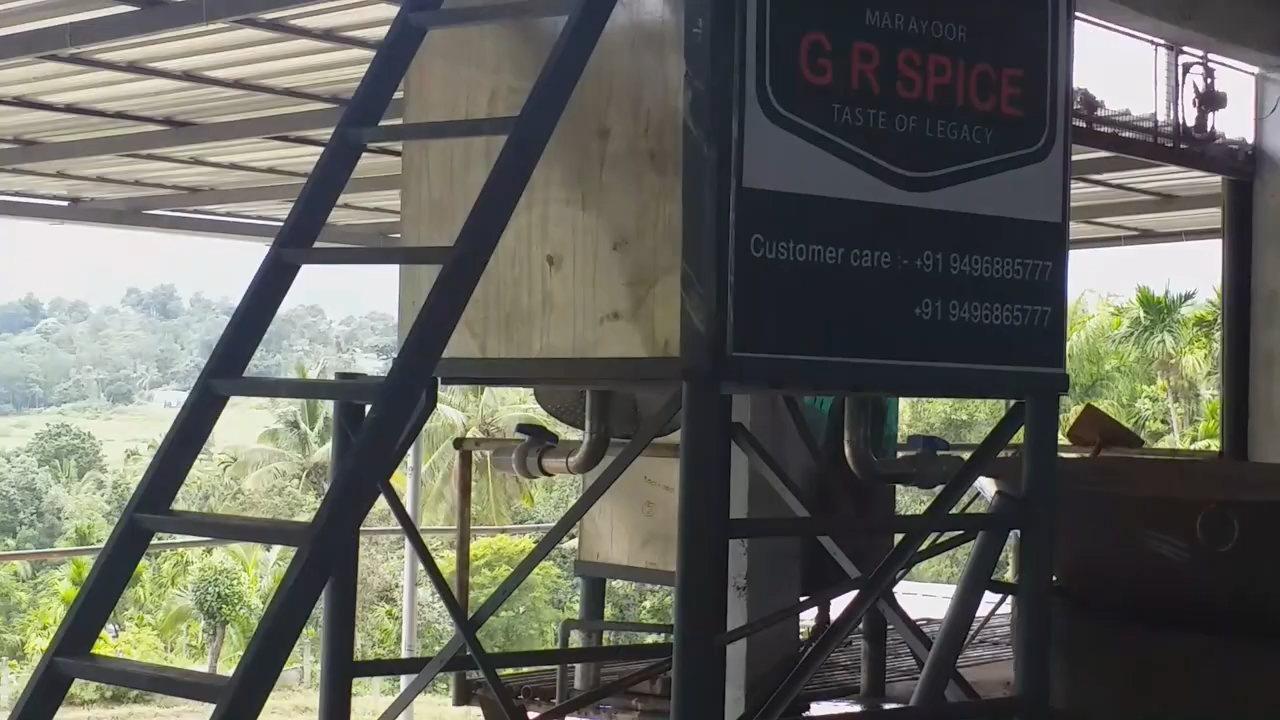 MARAYOOR
G R SPICE
TASTE OF LEGACY
Customer care :- +91 9496885777
+91 9496865777